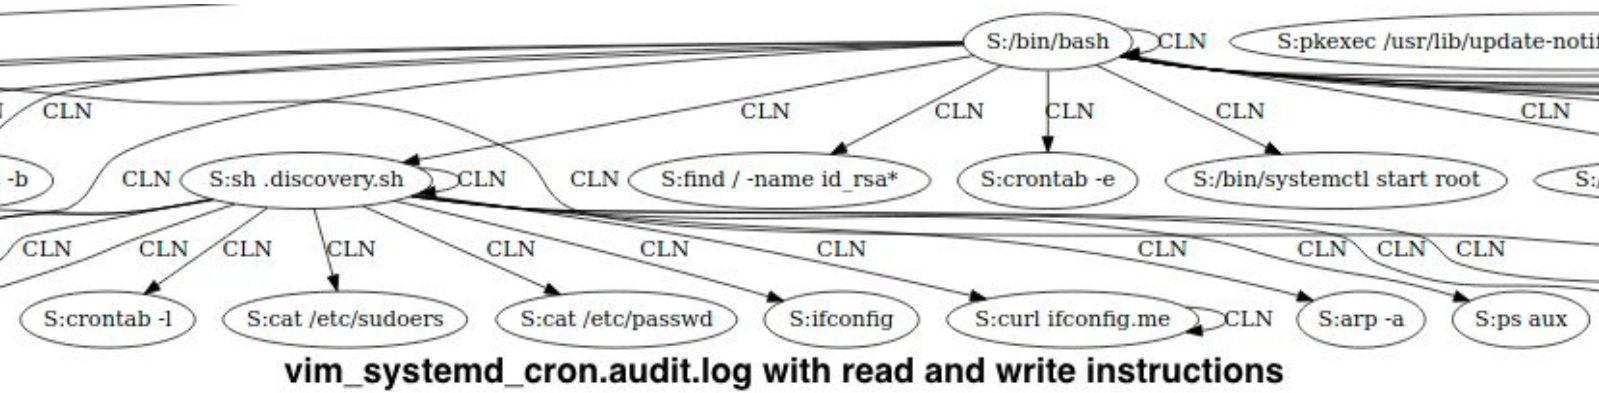 S:/bin/bash CLN S:pkexec /usr/lib/update-notif
CLN CLN CLN CLN CLN CLN
-b CLN S:sh .discovery.sh CLN CLN S:find / -name id_rsa* S:crontab -e S:/bin/systemctl start root S:/
CLN CLN CLN CLN CLN CLN CLN CLN CLN CLN CLN
S:crontab -l S:cat /etc/sudoers S:cat /etc/passwd S:ifconfig S:curl ifconfig.me CLN S:arp -a S:ps aux
vim_systemd_cron.audit.log with read and write instructions